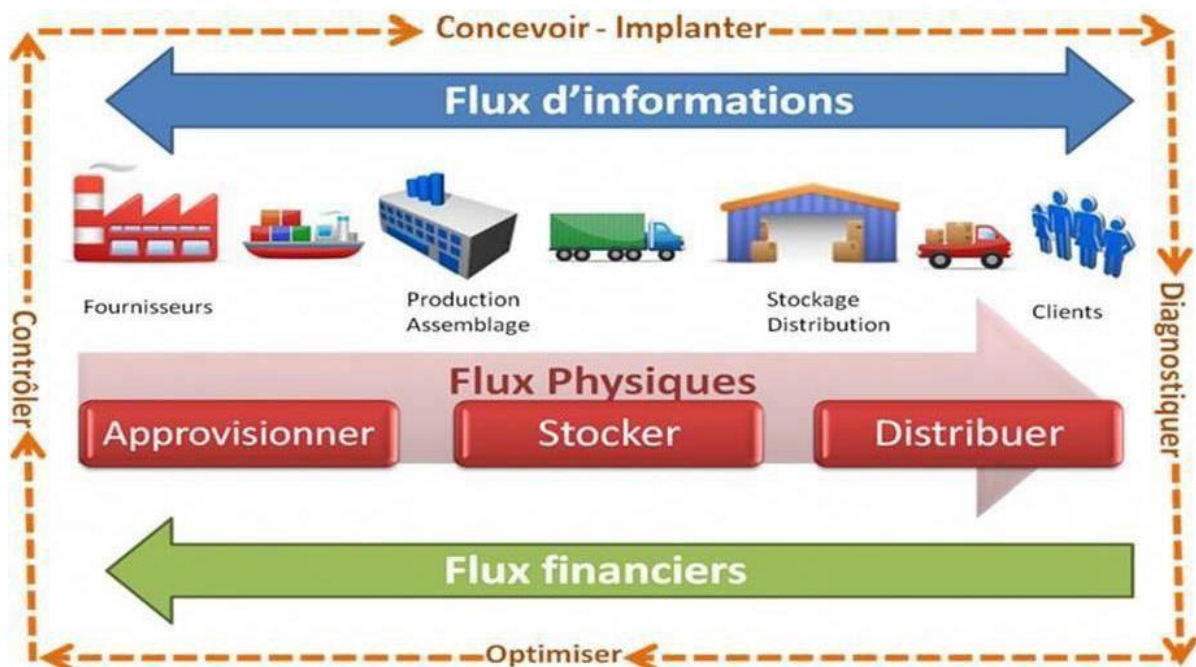 Concevoir - Implanter
Flux d’informations
Fournisseurs
Production
Assemblage
Stockage
Distribution
Clients
Contrôler
Diagnostiquer
Flux Physiques
Approvisionner
Stocker
Distribuer
Flux financiers
Optimiser